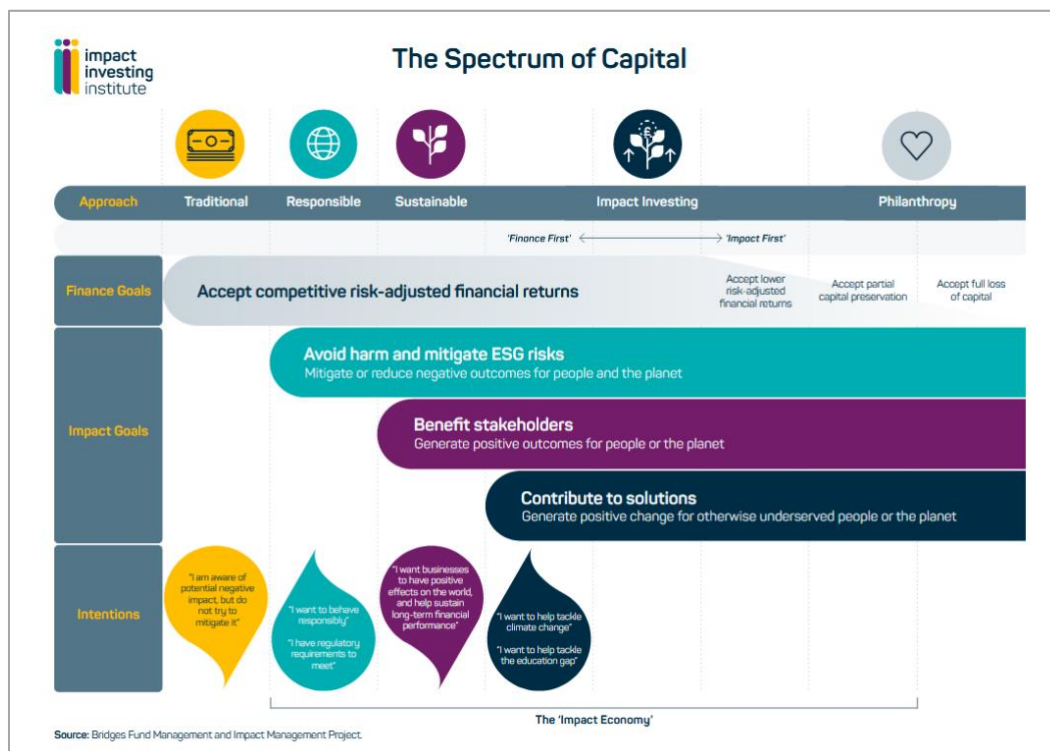 impact
investing
institute
The Spectrum of Capital
£
Approach
Traditional
Responsible
Sustainable
Impact Investing
Philanthropy
'Finance First'
'Impact First'
Finance Goals
Accept competitive risk-adjusted financial returns
Accept lower
risk-adjusted
financial returns
Accept partial
capital preservation
Accept full loss
of capital
Impact Goals
Avoid harm and mitigate ESG risks
Mitigate or reduce negative outcomes for people and the planet
Benefit stakeholders
Generate positive outcomes for people or the planet
Contribute to solutions
Generate positive change for otherwise underserved people or the planet
Intentions
"I am aware of
potential negative
impact, but do
not try to
mitigate it"
"I want to behave
responsibly"
"I have regulatory
requirements to
meet"
"I want businesses
to have positive
effects on the world,
and help sustain
long-term financial
performance"
"I want to help tackle
climate change"
"I want to help tackle
the education gap"
The 'Impact Economy'
Source: Bridges Fund Management and Impact Management Project.